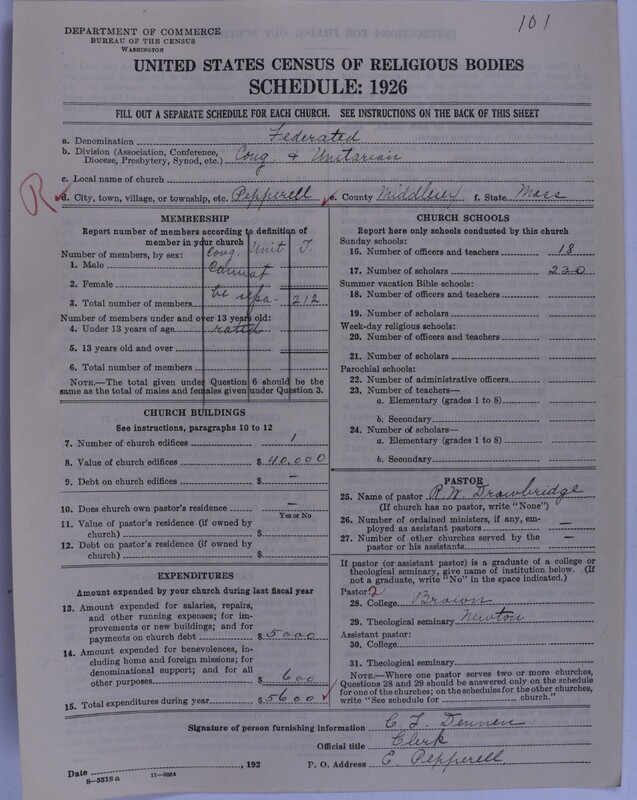 101
DEPARTMENT OF COMMERCE
BUREAU OF THE CENSUS
WASHINGTON
UNITED STATES CENSUS OF RELIGIOUS BODIES
SCHEDULE: 1926
FILL OUT A SEPARATE SCHEDULE FOR EACH CHURCH. SEE INSTRUCTIONS ON THE BACK OF THIS SHEET
a. Denomination Federated
b. Division (Association, Conference,
Diocese, Presbytery, Synod, etc.) Cong & Unitarian
c. Local name of church
R d. City, town, village, or township, etc. Pepperell e. County Middlesex f. State Mass
MEMBERSHIP
Report number of members according to definition of
member in your church
Number of members, by sex: Cong. Unit T.
1. Male Cannot
2. Female
be sepa-
3. Total number of members 212
Number of members under and over 13 years old:
4. Under 13 years of age rated
5. 13 years old and over
6. Total number of members
NOTE.—The total given under Question 6 should be the
same as the total of males and females given under Question 3.
CHURCH BUILDINGS
See instructions, paragraphs 10 to 12
7. Number of church edifices 1
8. Value of church edifices $ 40,000
9. Debt on church edifices $ —
10. Does church own pastor's residence —
Yes or No
11. Value of pastor's residence (if owned by
church) $
12. Debt on pastor's residence (if owned by
church) $
EXPENDITURES
Amount expended by your church during last fiscal year
13. Amount expended for salaries, repairs,
and other running expenses; for im-
provements or new buildings; and for
payments on church debt $ 5000
14. Amount expended for benevolences, in-
cluding home and foreign missions; for
denominational support; and for all
other purposes $ 600
15. Total expenditures during year $ 5600
CHURCH SCHOOLS
Report here only schools conducted by this church
Sunday schools:
16. Number of officers and teachers 18
17. Number of scholars 230
Summer vacation Bible schools:
18. Number of officers and teachers
19. Number of scholars
Week-day religious schools:
20. Number of officers and teachers
21. Number of scholars
Parochial schools:
22. Number of administrative officers
23. Number of teachers—
a. Elementary (grades 1 to 8)
b. Secondary
24. Number of scholars—
a. Elementary (grades 1 to 8)
b. Secondary
PASTOR
25. Name of pastor R. W. Drawbridge
(If church has no pastor, write "None")
26. Number of ordained ministers, if any, em-
ployed as assistant pastors —
27. Number of other churches served by the
pastor or his assistants —
If pastor (or assistant pastor) is a graduate of a college or
theological seminary, give name of institution below. (If
not a graduate, write "No" in the space indicated.)
Pastor: 2
28. College Brown
29. Theological seminary Newton
Assistant pastor:
30. College
31. Theological seminary
NOTE.—Where one pastor serves two or more churches,
Questions 28 and 29 should be answered only on the schedule
for one of the churches; on the schedules for the other churches,
write "See schedule for church."
Signature of person furnishing information C. F. Dennen
Official title Clerk
Date , 192 P. O. Address E. Pepperell
8—5518 a 11—9034